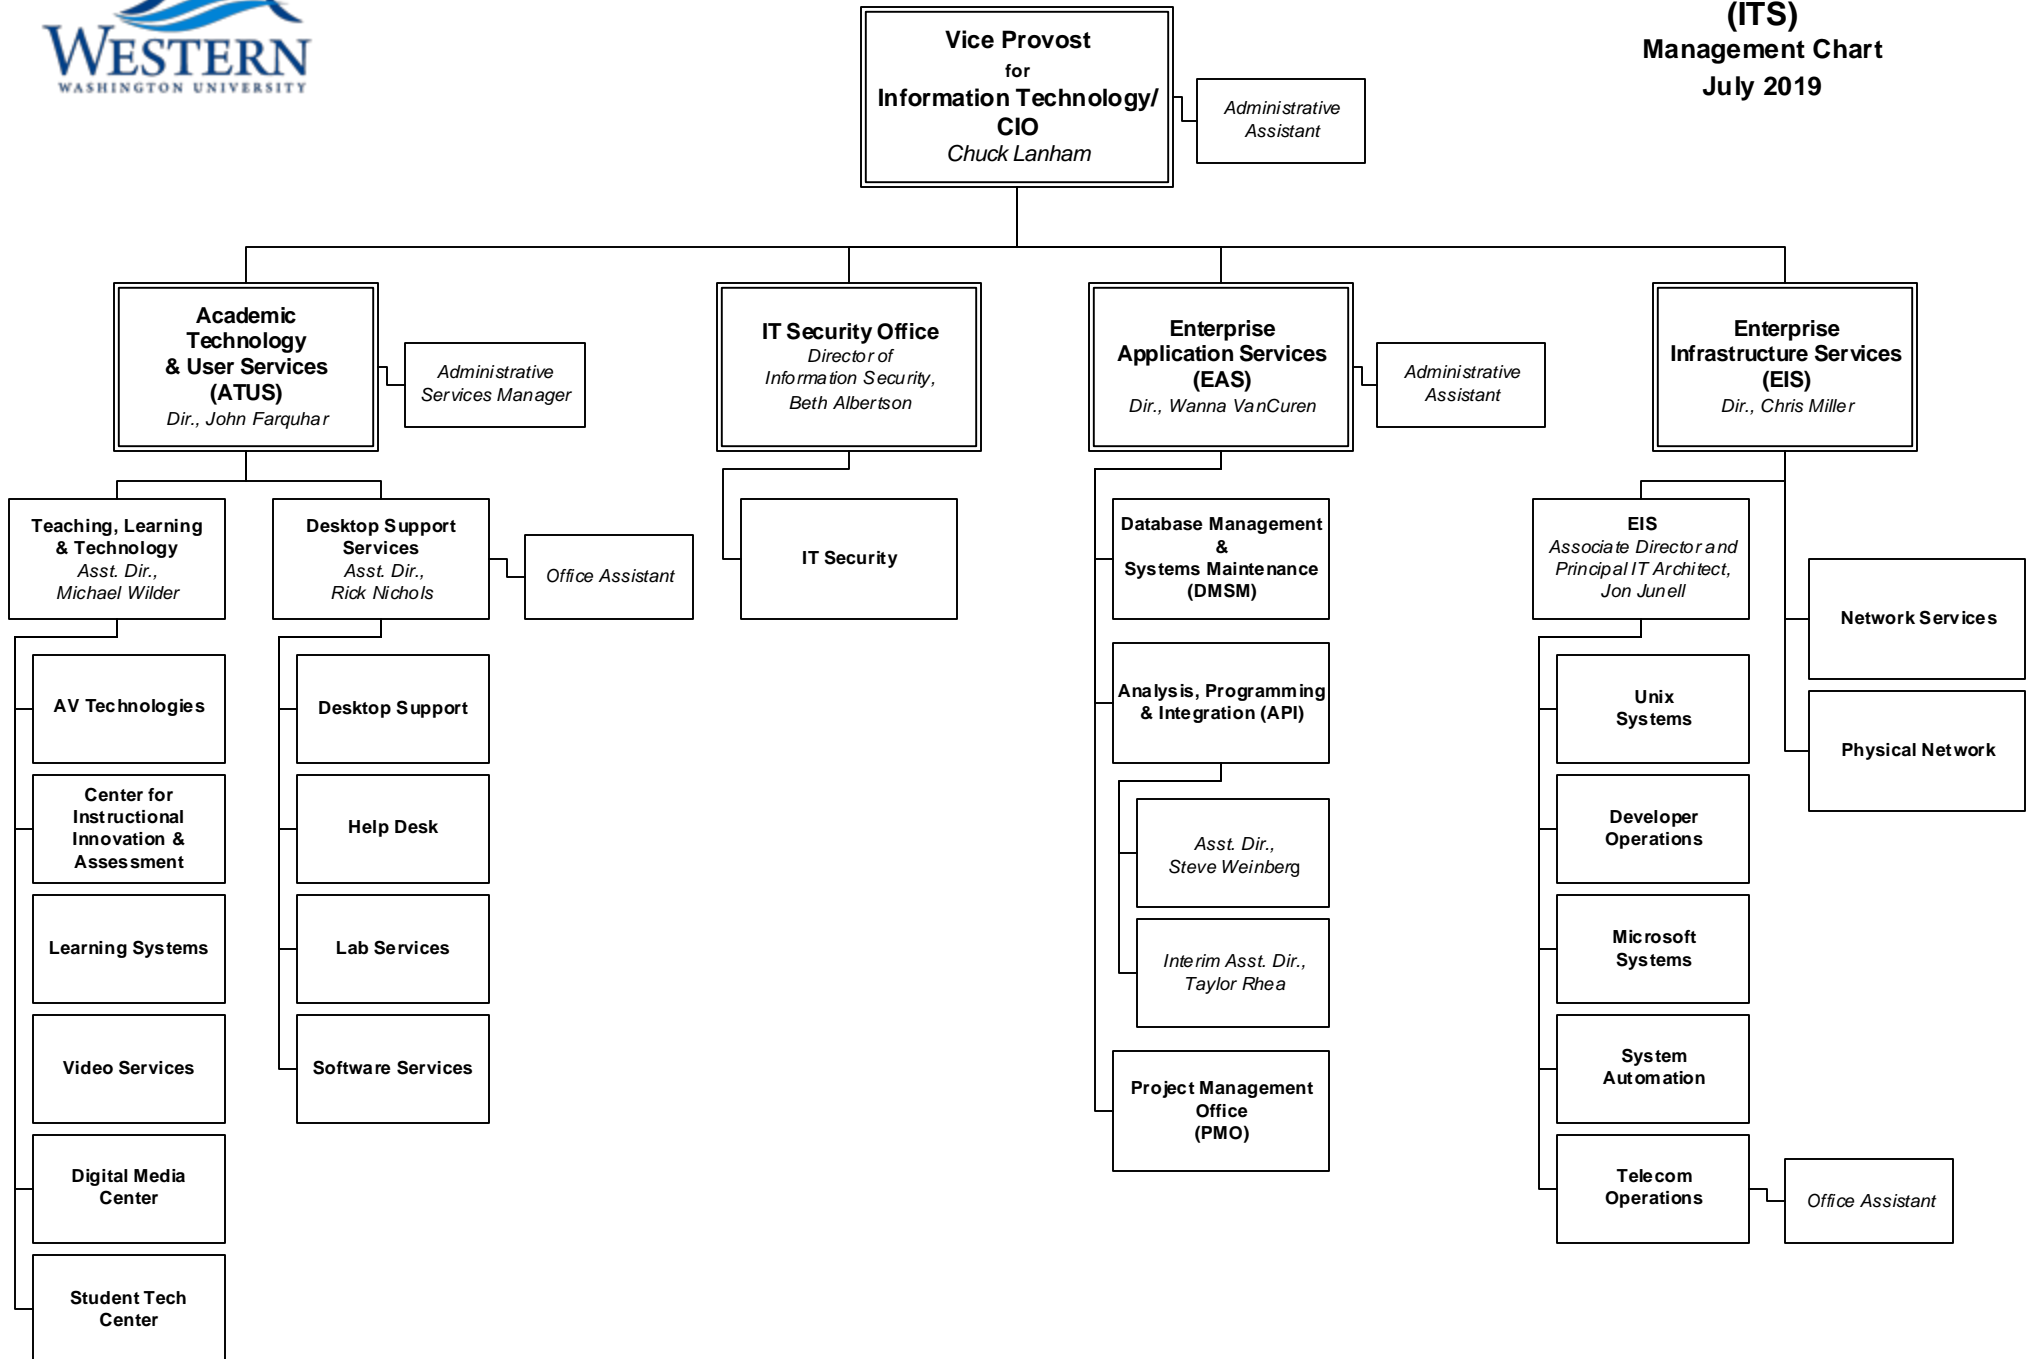 WESTERN
WASHINGTON UNIVERSITY
(ITS)
Management Chart
July 2019
Vice Provost
for
Information Technology/
CIO
Chuck Lanham
Administrative
Assistant
Academic
Technology
& User Services
(ATUS)
Dir., John Farquhar
Administrative
Services Manager
IT Security Office
Director of
Information Security,
Beth Albertson
Enterprise
Application Services
(EAS)
Dir., Wanna VanCuren
Administrative
Assistant
Enterprise
Infrastructure Services
(EIS)
Dir., Chris Miller
Teaching, Learning
& Technology
Asst. Dir.,
Michael Wilder
Desktop Support
Services
Asst. Dir.,
Rick Nichols
Office Assistant
IT Security
Database Management
&
Systems Maintenance
(DMSM)
EIS
Associate Director and
Principal IT Architect,
Jon Junell
Network Services
Physical Network
AV Technologies
Center for
Instructional
Innovation &
Assessment
Learning Systems
Video Services
Digital Media
Center
Student Tech
Center
Desktop Support
Help Desk
Lab Services
Software Services
Analysis, Programming
& Integration (API)
Asst. Dir.,
Steve Weinberg
Interim Asst. Dir.,
Taylor Rhea
Project Management
Office
(PMO)
Unix
Systems
Developer
Operations
Microsoft
Systems
System
Automation
Telecom
Operations
Office Assistant